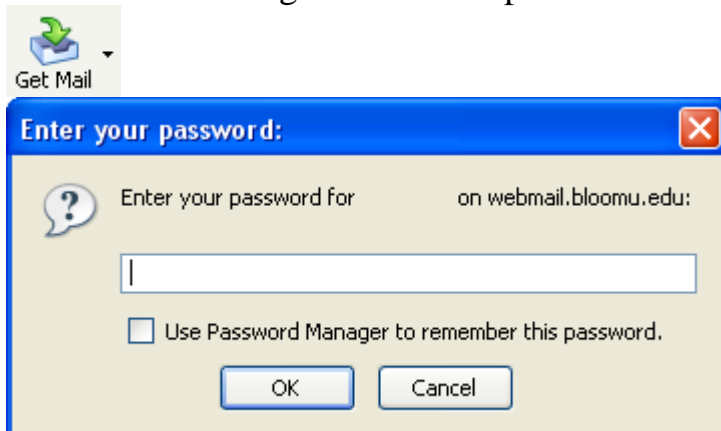 Get Mail
Enter your password:
Enter your password for on webmail.bloomu.edu:
Use Password Manager to remember this password.
OK Cancel